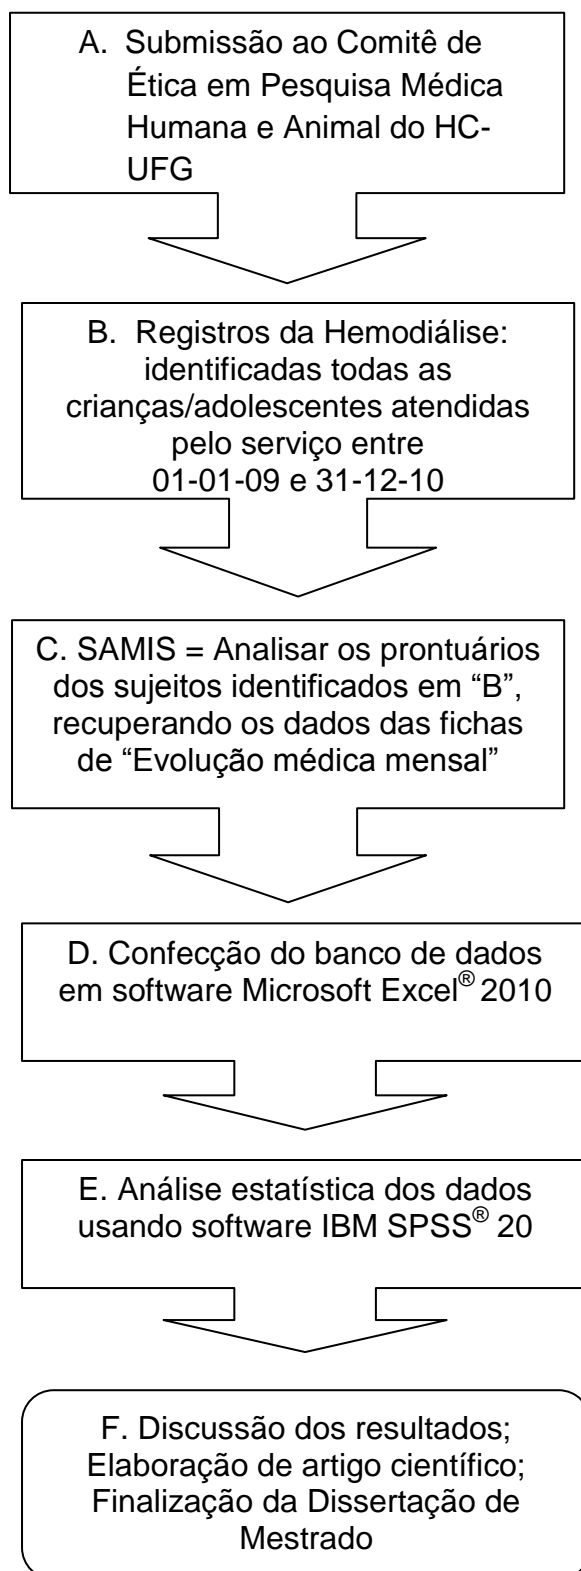 A. Submissão ao Comitê de
Ética em Pesquisa Médica
Humana e Animal do HC-
UFG
B. Registros da Hemodiálise:
identificadas todas as
crianças/adolescentes atendidas
pelo serviço entre
01-01-09 e 31-12-10
C. SAMIS = Analisar os prontuários
dos sujeitos identificados em “B”,
recuperando os dados das fichas
de “Evolução médica mensal”
D. Confecção do banco de dados
em software Microsoft Excel® 2010
E. Análise estatística dos dados
usando software IBM SPSS® 20
F. Discussão dos resultados;
Elaboração de artigo científico;
Finalização da Dissertação de
Mestrado